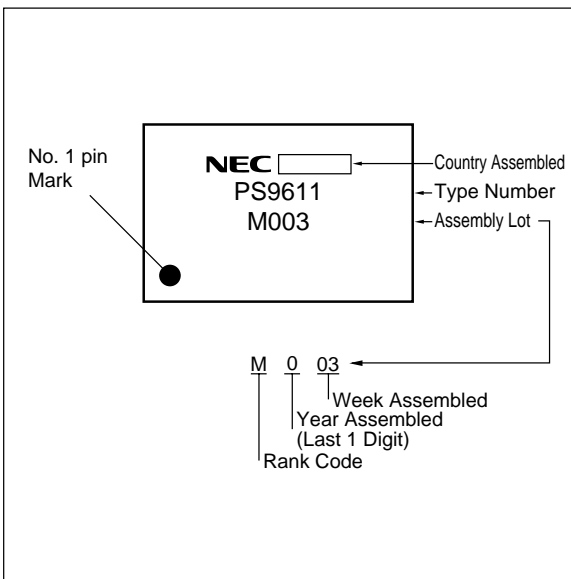 No. 1 pin
Mark
NEC
PS9611
M003
Country Assembled
Type Number
Assembly Lot
M 0 03
Week Assembled
Year Assembled
(Last 1 Digit)
Rank Code